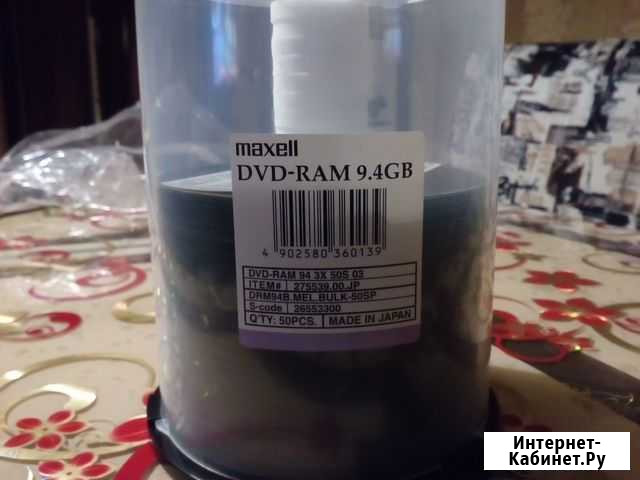 maxell
DVD-RAM 9.4GB
4 902580 360139
DVD-RAM 94 3X 50S 03
ITEM# 275539.00.JP
DRM94B.MEL.BULK-50SP
S-code 26553300
Q'TY: 50PCS. MADE IN JAPAN
Интернет-
Кабинет.Ру